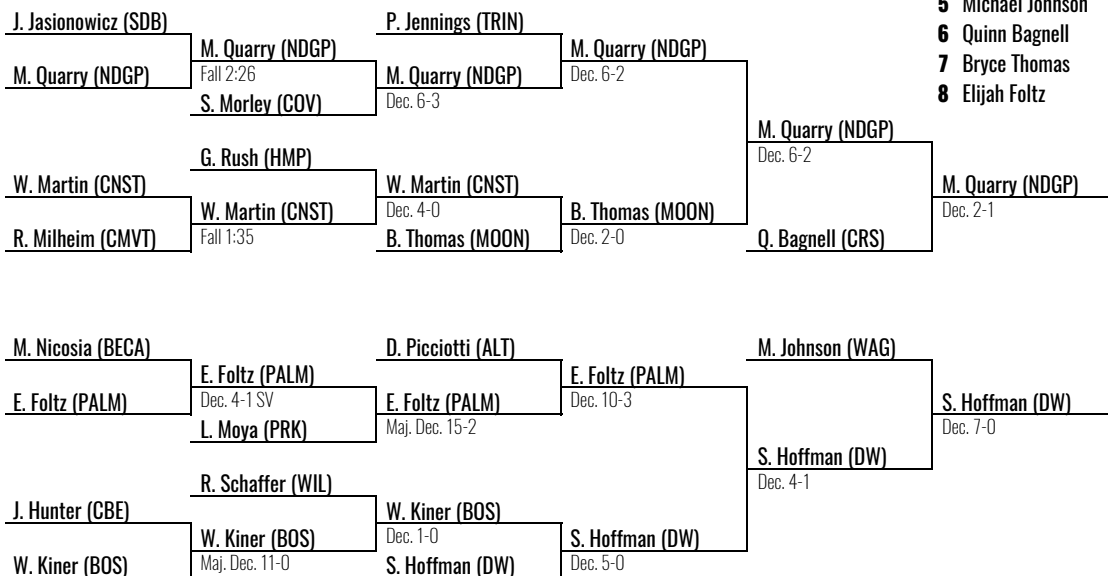 5 Michael Johnson
6 Quinn Bagnell
7 Bryce Thomas
8 Elijah Foltz
J. Jasionowicz (SDB)
M. Quarry (NDGP)
M. Quarry (NDGP)
Fall 2:26
S. Morley (COV)
P. Jennings (TRIN)
M. Quarry (NDGP)
Dec. 6-3
M. Quarry (NDGP)
Dec. 6-2
G. Rush (HMP)
W. Martin (CNST)
R. Milheim (CMVT)
W. Martin (CNST)
Fall 1:35
W. Martin (CNST)
Dec. 4-0
B. Thomas (MOON)
B. Thomas (MOON)
Dec. 2-0
M. Quarry (NDGP)
Dec. 6-2
Q. Bagnell (CRS)
M. Quarry (NDGP)
Dec. 2-1
M. Nicosia (BECA)
E. Foltz (PALM)
E. Foltz (PALM)
Dec. 4-1 SV
L. Moya (PRK)
D. Picciotti (ALT)
E. Foltz (PALM)
Maj. Dec. 15-2
E. Foltz (PALM)
Dec. 10-3
R. Schaffer (WIL)
J. Hunter (CBE)
W. Kiner (BOS)
W. Kiner (BOS)
Maj. Dec. 11-0
W. Kiner (BOS)
Dec. 1-0
S. Hoffman (DW)
S. Hoffman (DW)
Dec. 5-0
M. Johnson (WAG)
S. Hoffman (DW)
Dec. 4-1
S. Hoffman (DW)
Dec. 7-0